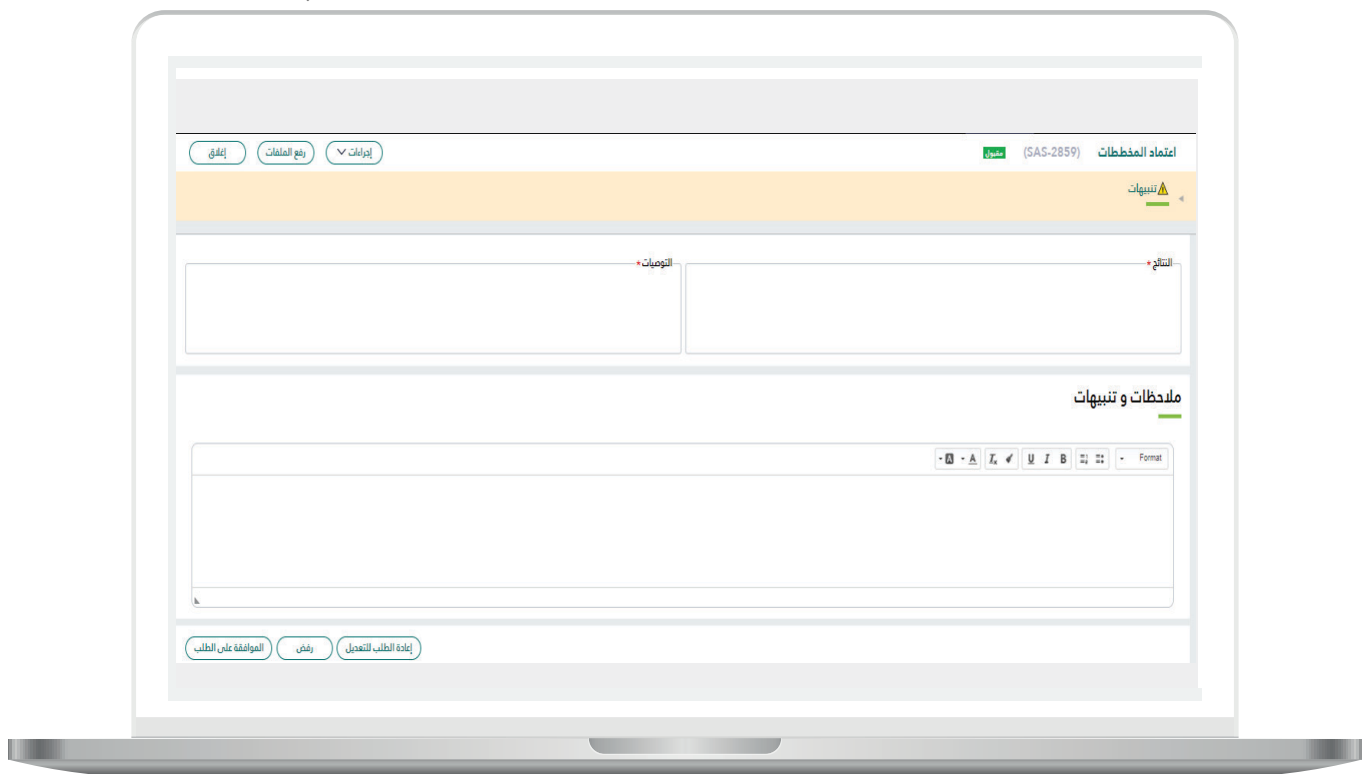 اعتماد المخططات (SAS-2859) مقبول إجراءات رفع الملفات إغلاق
تنبيهات
النتائج * التوصيات *
ملاحظات و تنبيهات
Format B I U Tx A A
إعادة الطلب للتعديل رفض الموافقة على الطلب